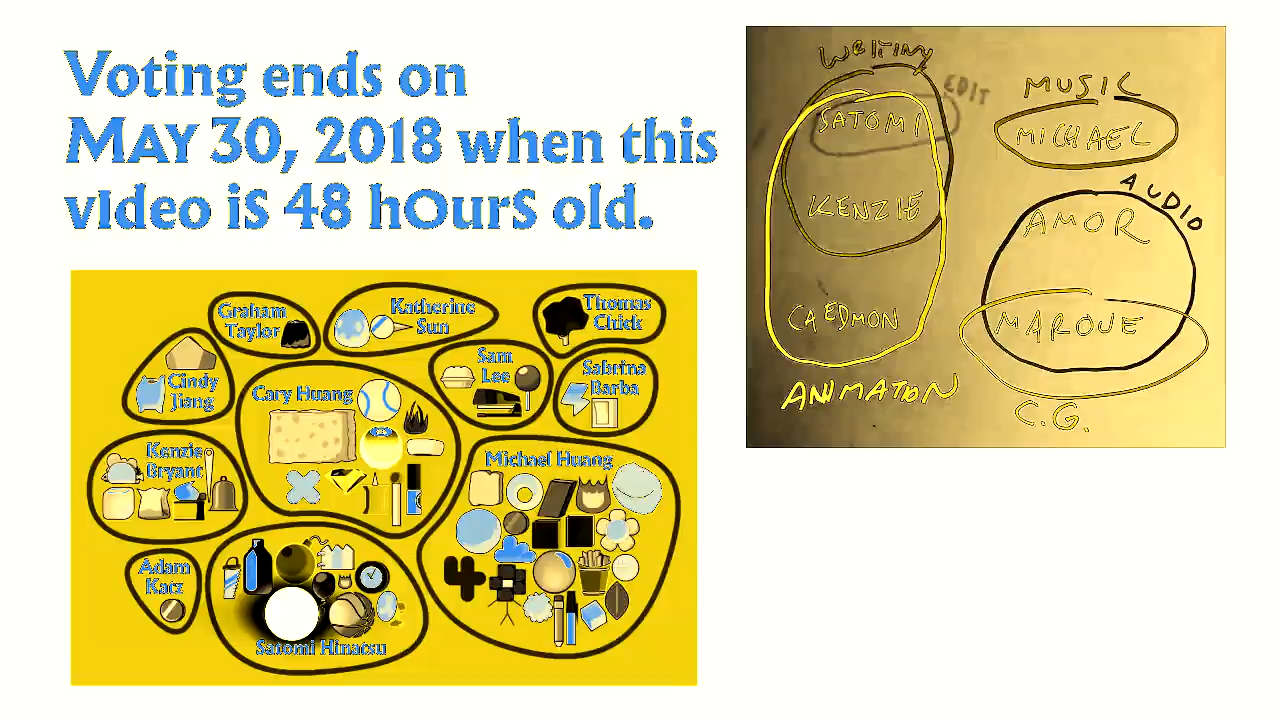 Voting ends on
MAY 30, 2018 when this
video is 48 hours old.
Graham
Taylor
Katherine
Sun
Thomas
Chick
Cindy
Jiang
Cary Huang
Sam
Lee
Sabrina
Barba
Kenzie
Bryant
Michael Huang
Adam
Katz
Satomi Hinatsu
WRITING
EDIT
SATOMI
KENZIE
CAEDMON
ANIMATION
MUSIC
MICHAEL
AUDIO
AMOR
MARQUE
C.G.